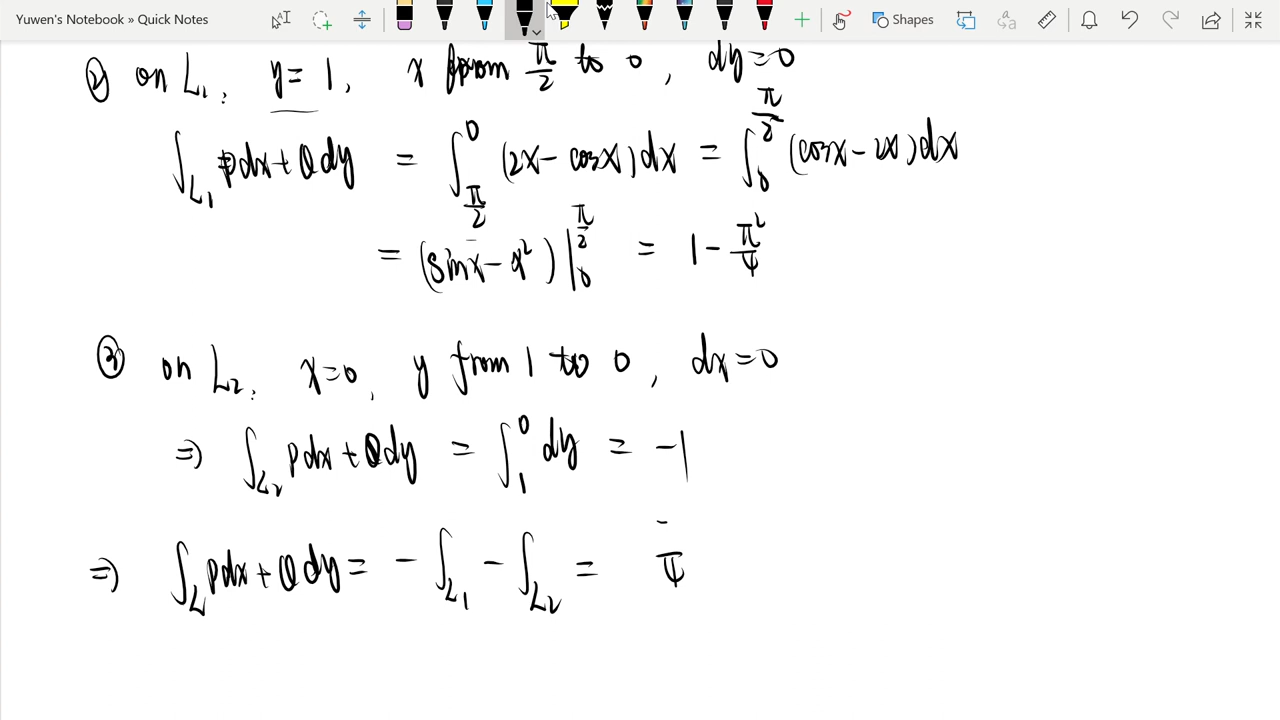 Yuwen's Notebook » Quick Notes
Shapes
② on L₁, y = 1, x from π/2 to 0, dy=0
∫_{L₁} Pdx + Qdy = ∫_{π/2}^{0} (2x - cosx)dx = ∫_{0}^{π/2} (cosx - 2x)dx
= (sinx - x²)|_{0}^{π/2} = 1 - π²/4
③ on L₂, x=0, y from 1 to 0, dx=0
⇒ ∫_{L₂} Pdx + Qdy = ∫_{1}^{0} dy = -1
⇒ ∫_{L} Pdx + Qdy = - ∫_{L₁} - ∫_{L₂} =